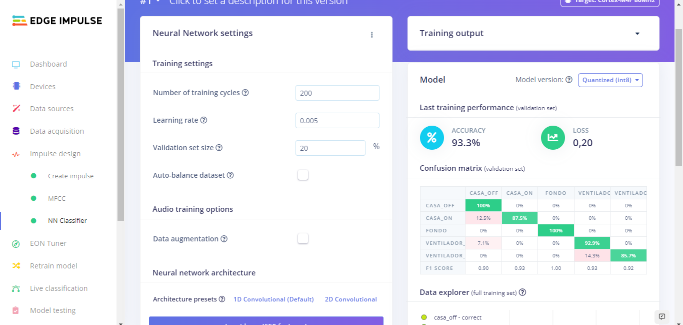 #1 Click to set a description for this version
Target: Cortex-M4F 80MHz
EDGE IMPULSE
Dashboard
Devices
Data sources
Data acquisition
Impulse design
Create impulse
MFCC
NN Classifier
EON Tuner
Retrain model
Live classification
Model testing
Neural Network settings
Training settings
Number of training cycles
200
Learning rate
0.005
Validation set size
20 %
Auto-balance dataset
Audio training options
Data augmentation
Neural network architecture
Architecture presets 1D Convolutional (Default) 2D Convolutional
Training output
Model
Model version: Quantized (int8)
Last training performance (validation set)
ACCURACY
93.3%
LOSS
0,20
Confusion matrix (validation set)
CASA_OFF CASA_ON FONDO VENTILADC VENTILADC
CASA_OFF 100% 0% 0% 0% 0%
CASA_ON 12.5% 87.5% 0% 0% 0%
FONDO 0% 0% 100% 0% 0%
VENTILADOR_ 7.1% 0% 0% 92.9% 0%
VENTILADOR_ 0% 0% 0% 14.3% 85.7%
F1 SCORE 0.90 0.93 1.00 0.93 0.92
Data explorer (full training set)
casa_off - correct